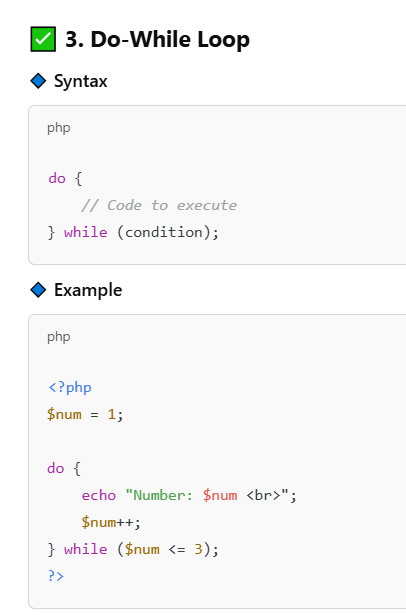 ✅ 3. Do-While Loop
🔹 Syntax
php
do {
    // Code to execute
} while (condition);
🔹 Example
php
<?php
$num = 1;
do {
    echo "Number: $num <br>";
    $num++;
} while ($num <= 3);
?>